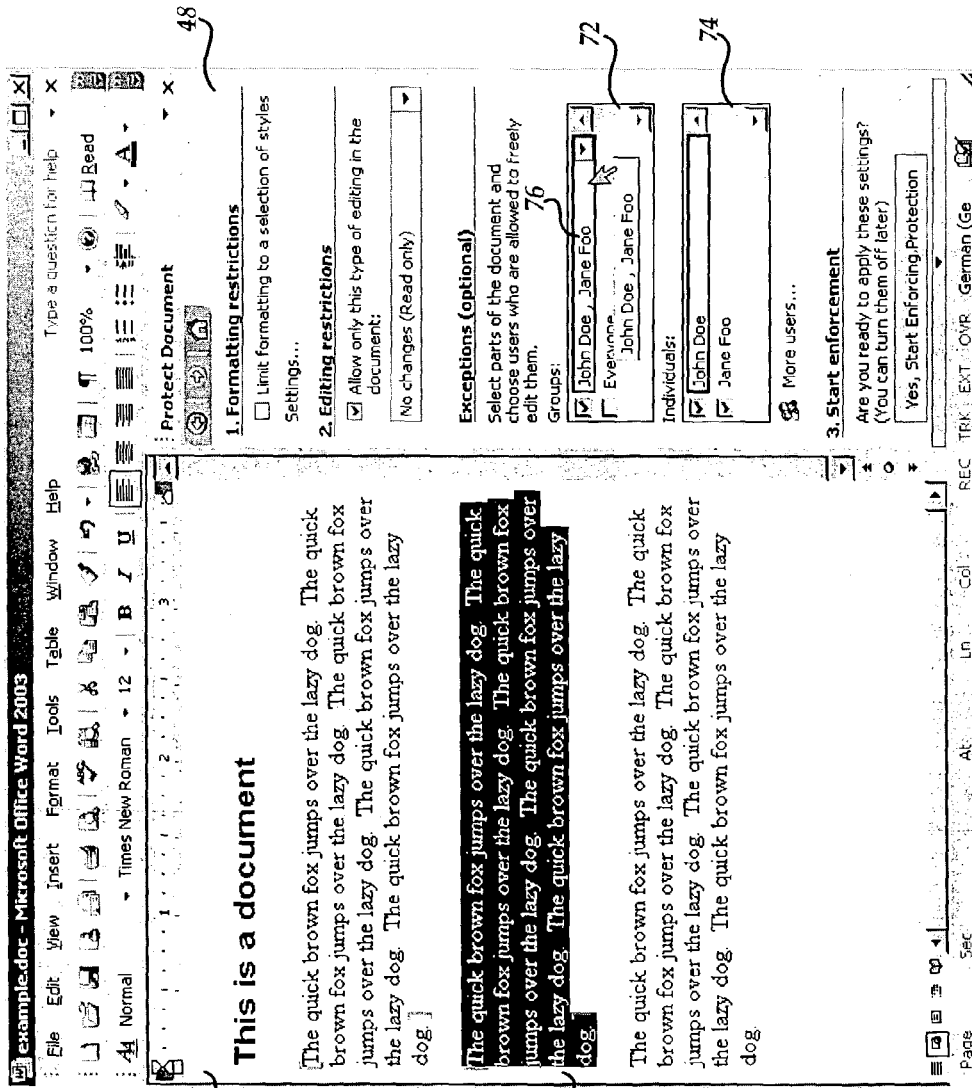 example.doc - Microsoft Office Word 2003
File Edit View Insert Format Tools Table Window Help
Type a question for help
100%
Read
Normal
Times New Roman
12
B I U
A
1 2 3
This is a document
[The quick brown fox jumps over the lazy dog. The quick
brown fox jumps over the lazy dog. The quick brown fox
jumps over the lazy dog. The quick brown fox jumps over
the lazy dog. The quick brown fox jumps over the lazy
dog.]
[The quick brown fox jumps over the lazy dog. The quick
brown fox jumps over the lazy dog. The quick brown fox
jumps over the lazy dog. The quick brown fox jumps over
the lazy dog. The quick brown fox jumps over the lazy
dog.
The quick brown fox jumps over the lazy dog. The quick
brown fox jumps over the lazy dog. The quick brown fox
jumps over the lazy dog. The quick brown fox jumps over
the lazy dog. The quick brown fox jumps over the lazy
dog.
Protect Document
48
1. Formatting restrictions
Limit formatting to a selection of styles
Settings...
2. Editing restrictions
Allow only this type of editing in the
document:
No changes (Read only)
Exceptions (optional)
Select parts of the document and
choose users who are allowed to freely
edit them.
Groups:
76
John Doe , Jane Foo
Everyone
John Doe , Jane Foo
72
Individuals:
John Doe
Jane Foo
74
More users...
3. Start enforcement
Are you ready to apply these settings?
(You can turn them off later)
Yes, Start Enforcing Protection
Page Sec At Ln Col REC TRK EXT OVR German (Ge